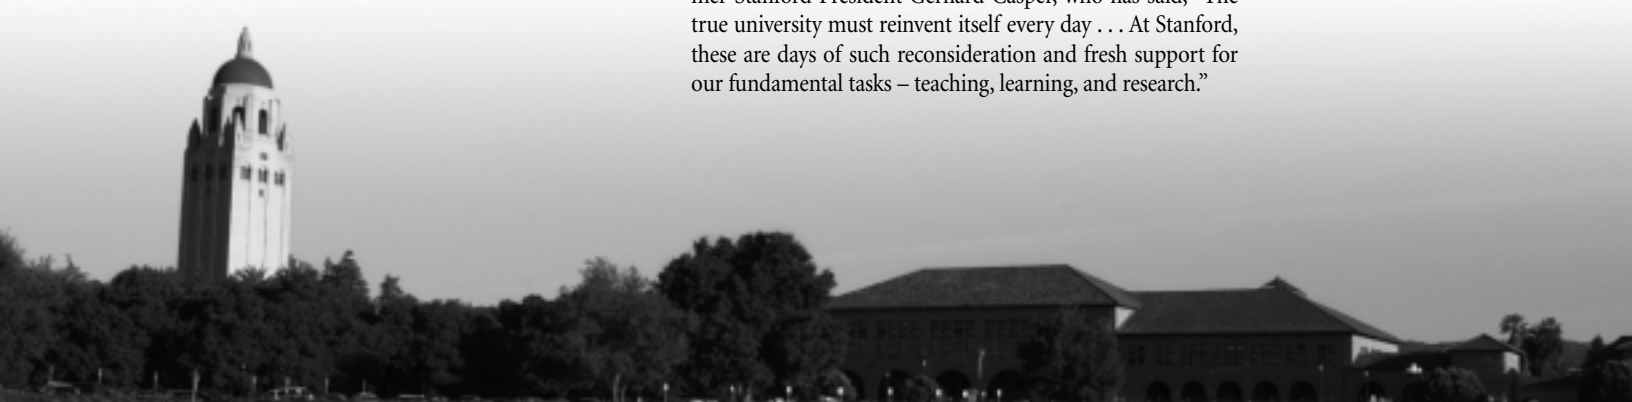 mer Stanford President Gerhard Casper, who has said, “The
true university must reinvent itself every day . . . At Stanford,
these are days of such reconsideration and fresh support for
our fundamental tasks – teaching, learning, and research.”